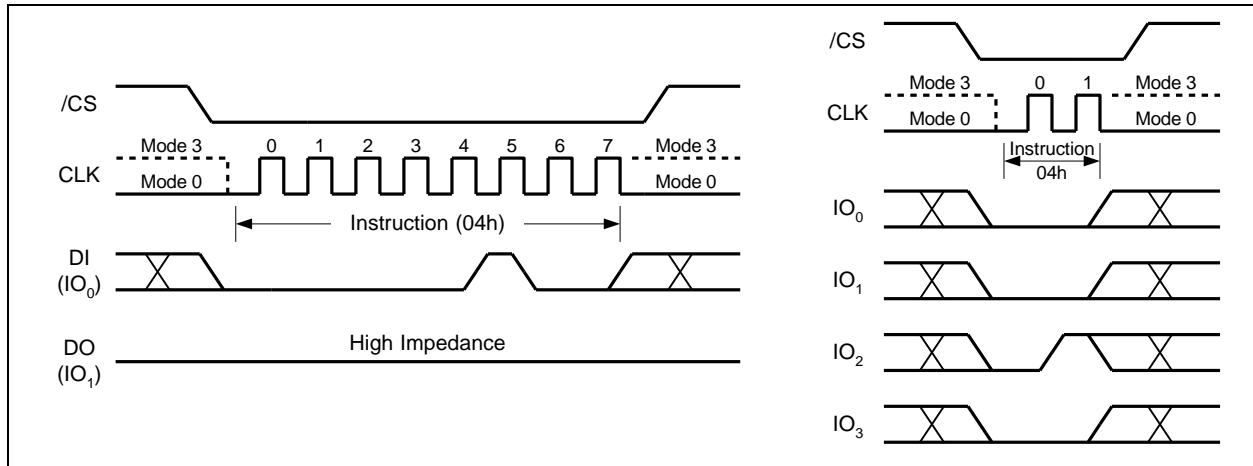 /CS
Mode 3 0 1 2 3 4 5 6 7 Mode 3
CLK
Mode 0 Mode 0
Instruction (04h)
DI
(IO0)
High Impedance
DO
(IO1)
/CS
Mode 3 0 1 Mode 3
CLK
Mode 0 Mode 0
Instruction
04h
IO0
IO1
IO2
IO3